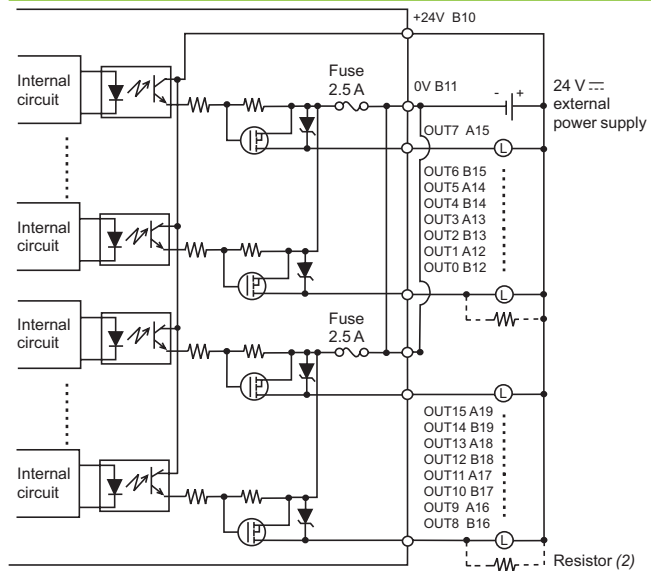 +24V B10
Internal
circuit
Fuse
2.5 A
0V B11
- +
24 V ⎓
external
power supply
OUT7 A15
L
OUT6 B15
OUT5 A14
OUT4 B14
OUT3 A13
OUT2 B13
OUT1 A12
OUT0 B12
Internal
circuit
L
Internal
circuit
Fuse
2.5 A
L
OUT15 A19
OUT14 B19
OUT13 A18
OUT12 B18
OUT11 A17
OUT10 B17
OUT9 A16
OUT8 B16
Internal
circuit
L
Resistor (2)